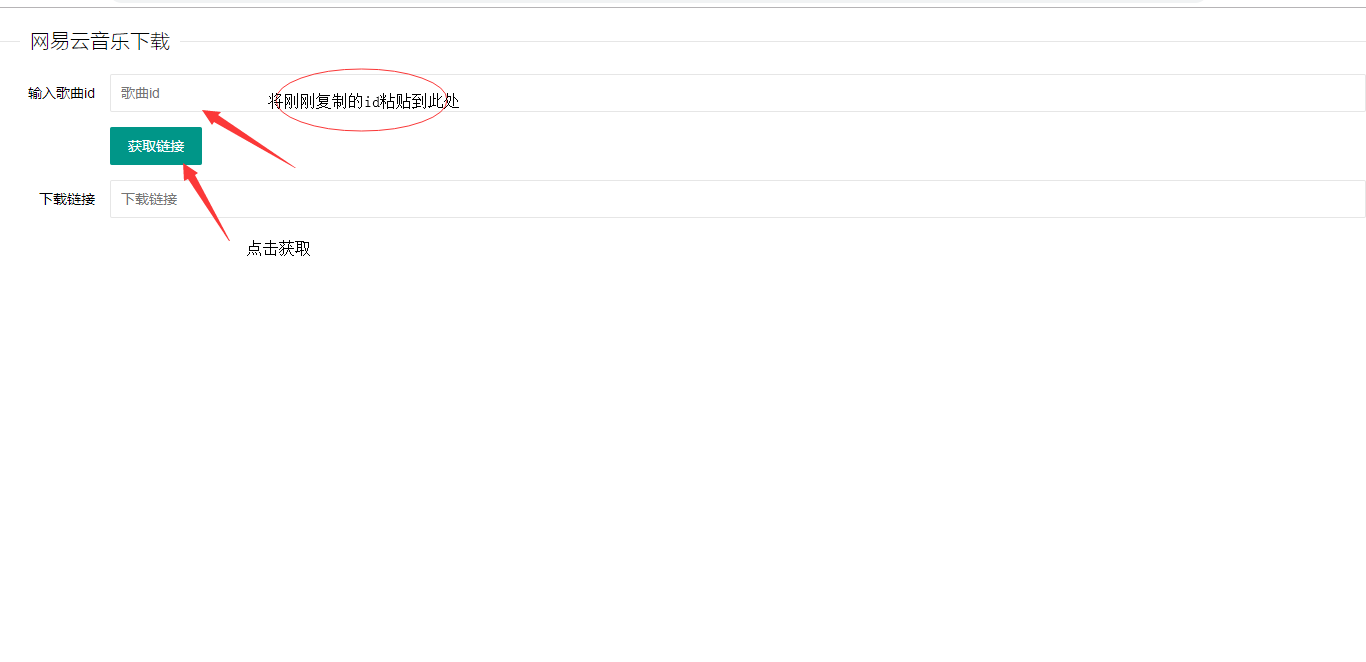 网易云音乐下载
输入歌曲id
歌曲id
将刚刚复制的id粘贴到此处
获取链接
下载链接
下载链接
点击获取